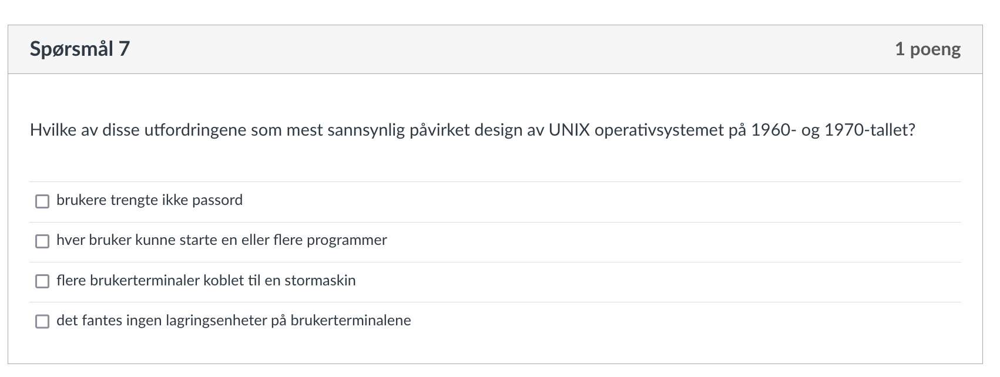 Spørsmål 7
1 poeng
Hvilke av disse utfordringene som mest sannsynlig påvirket design av UNIX operativsystemet på 1960- og 1970-tallet?
brukere trengte ikke passord
hver bruker kunne starte en eller flere programmer
flere brukerterminaler koblet til en stormaskin
det fantes ingen lagringsenheter på brukerterminalene